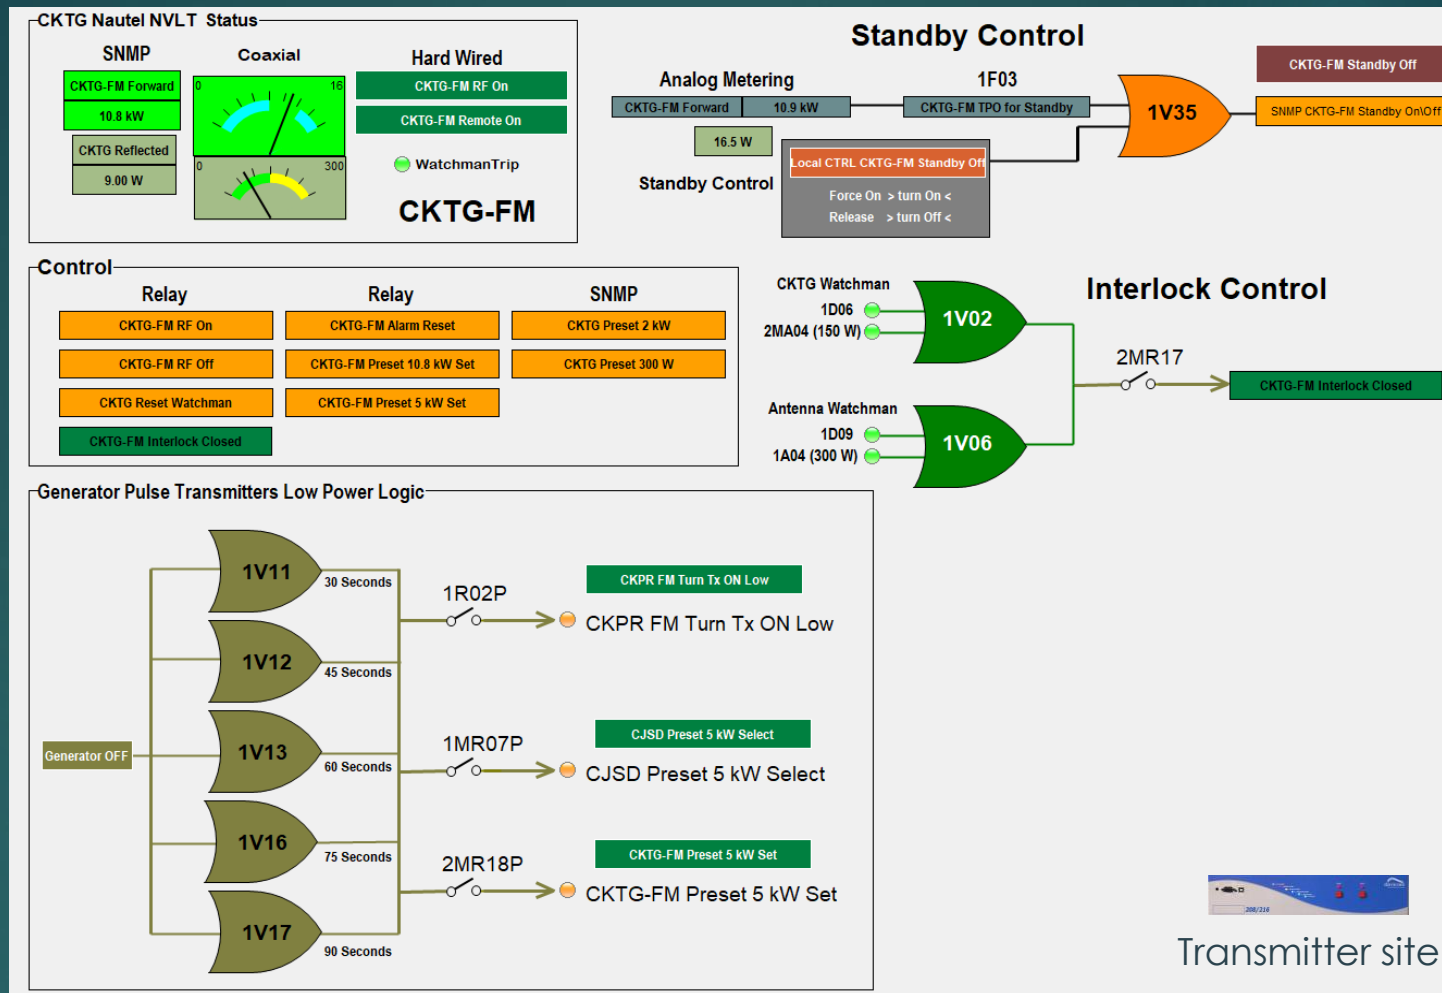 CKTG Nautel NVLT Status
SNMP
Coaxial
Hard Wired
CKTG-FM Forward
10.8 kW
CKTG Reflected
9.00 W
0
16
0
300
CKTG-FM RF On
CKTG-FM Remote On
WatchmanTrip
CKTG-FM
Standby Control
Analog Metering
1F03
CKTG-FM Forward
10.9 kW
CKTG-FM TPO for Standby
16.5 W
Standby Control
Local CTRL CKTG-FM Standby Off
Force On > turn On <
Release > turn Off <
1V35
CKTG-FM Standby Off
SNMP CKTG-FM Standby On\Off
Control
Relay
Relay
SNMP
CKTG-FM RF On
CKTG-FM Alarm Reset
CKTG Preset 2 kW
CKTG-FM RF Off
CKTG-FM Preset 10.8 kW Set
CKTG Preset 300 W
CKTG Reset Watchman
CKTG-FM Preset 5 kW Set
CKTG-FM Interlock Closed
Interlock Control
CKTG Watchman
1D06
2MA04 (150 W)
1V02
2MR17
CKTG-FM Interlock Closed
Antenna Watchman
1D09
1A04 (300 W)
1V06
Generator Pulse Transmitters Low Power Logic
Generator OFF
1V11
30 Seconds
1V12
45 Seconds
1V13
60 Seconds
1V16
75 Seconds
1V17
90 Seconds
1R02P
CKPR FM Turn Tx ON Low
CKPR FM Turn Tx ON Low
1MR07P
CJSD Preset 5 kW Select
CJSD Preset 5 kW Select
2MR18P
CKTG-FM Preset 5 kW Set
CKTG-FM Preset 5 kW Set
Transmitter site